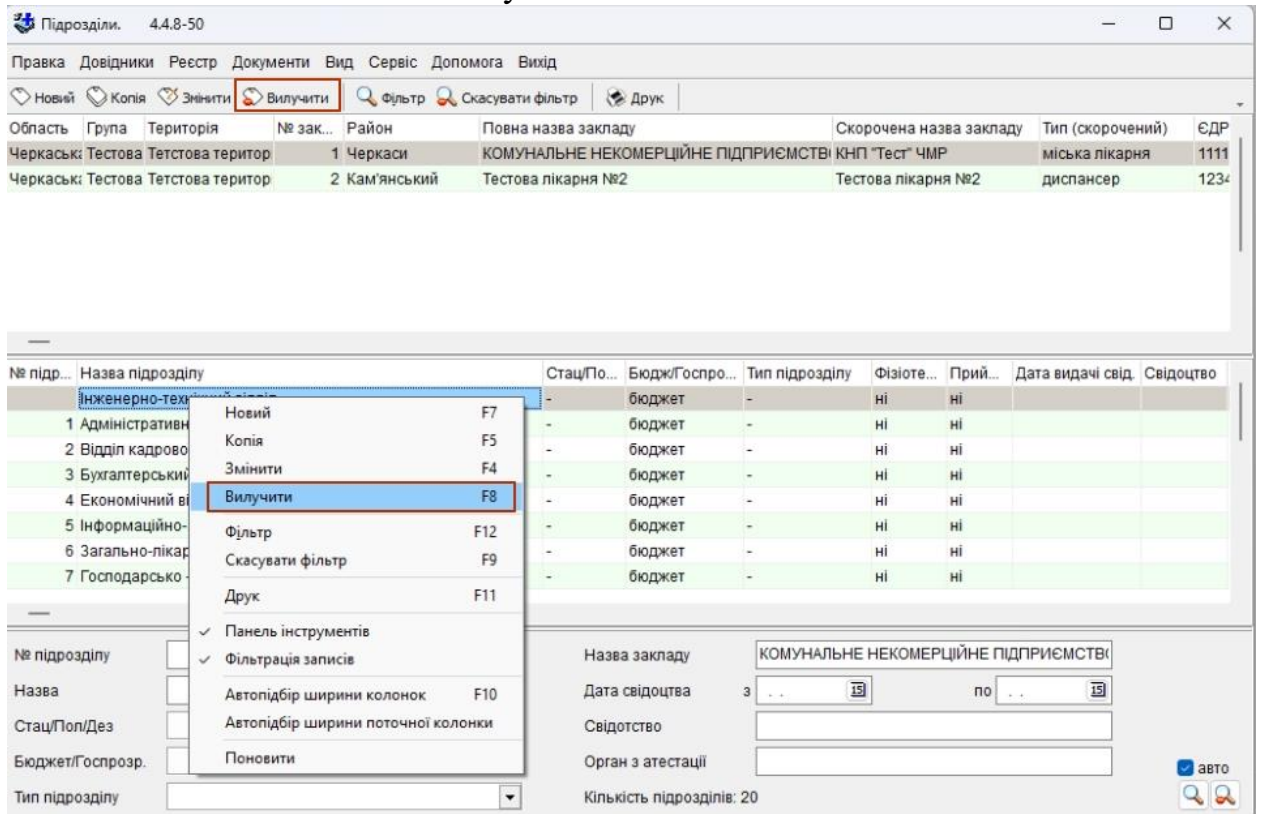 Підрозділи. 4.4.8-50
Правка Довідники Реєстр Документи Вид Сервіс Допомога Вихід
Новий Копія Змінити Вилучити Фільтр Скасувати фільтр Друк
Область Група Територія № зак... Район Повна назва закладу Скорочена назва закладу Тип (скорочений) ЄДР
Черкаська Тестова Тетстова територ 1 Черкаси КОМУНАЛЬНЕ НЕКОМЕРЦІЙНЕ ПІДПРИЄМСТВ КНП "Тест" ЧМР міська лікарня 1111
Черкаська Тестова Тетстова територ 2 Кам'янський Тестова лікарня №2 Тестова лікарня №2 диспансер 1234
№ підр... Назва підрозділу Стац/По... Бюдж/Госпро... Тип підрозділу Фізіоте... Прий... Дата видачі свід. Свідоцтво
Інженерно-технічний відділ - бюджет - ні ні
1 Адміністративн - бюджет - ні ні
2 Відділ кадрово - бюджет - ні ні
3 Бухгалтерський - бюджет - ні ні
4 Економічний ві - бюджет - ні ні
5 Інформаційно- - бюджет - ні ні
6 Загально-лікар - бюджет - ні ні
7 Господарсько - - бюджет - ні ні
Новий F7
Копія F5
Змінити F4
Вилучити F8
Фільтр F12
Скасувати фільтр F9
Друк F11
Панель інструментів
Фільтрація записів
Автопідбір ширини колонок F10
Автопідбір ширини поточної колонки
Поновити
№ підрозділу Назва закладу КОМУНАЛЬНЕ НЕКОМЕРЦІЙНЕ ПІДПРИЄМСТВ
Назва Дата свідоцтва з . . 15 по . . 15
Стац/Пол/Дез Свідотство
Бюджет/Госпрозр. Орган з атестації авто
Тип підрозділу Кількість підрозділів: 20